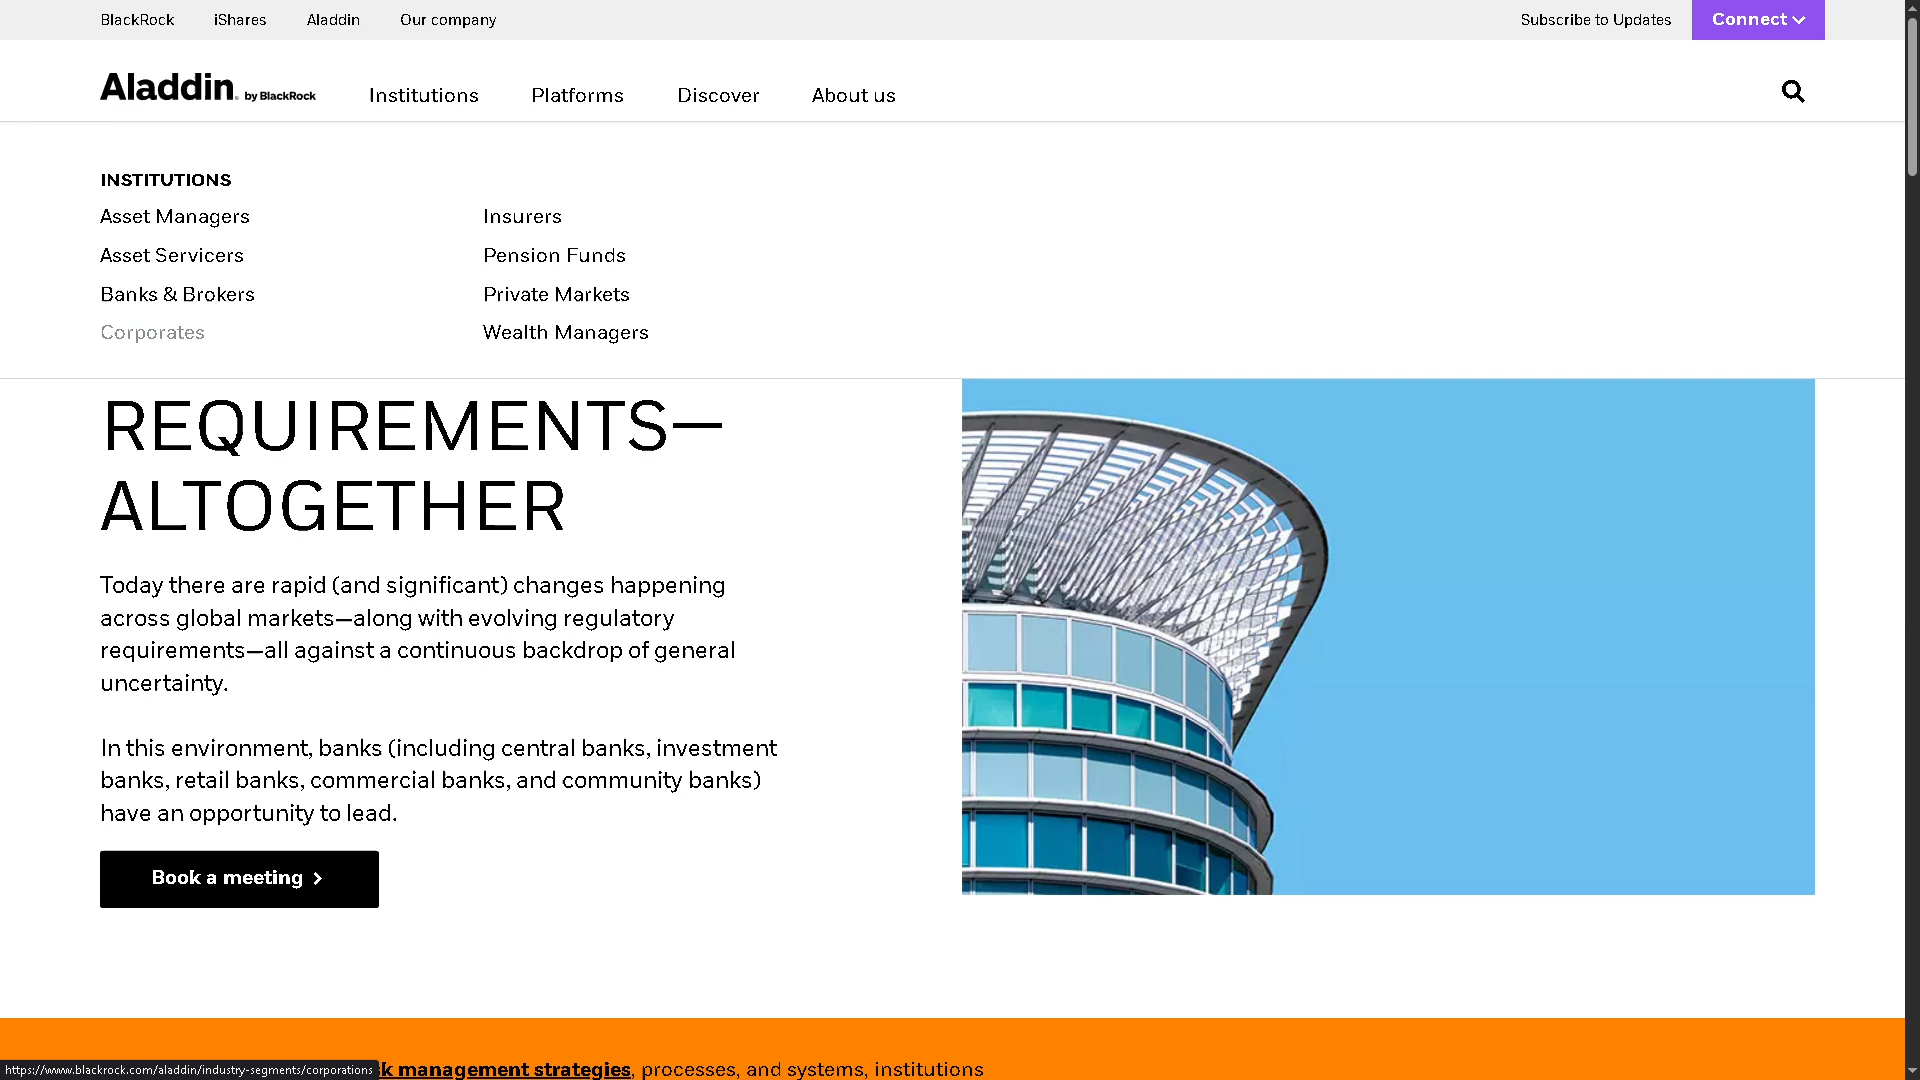 BlackRock iShares Aladdin Our company Subscribe to Updates Connect
Aladdin. by BlackRock Institutions Platforms Discover About us
INSTITUTIONS
Asset Managers Insurers
Asset Servicers Pension Funds
Banks & Brokers Private Markets
Corporates Wealth Managers
REQUIREMENTS—
ALTOGETHER
Today there are rapid (and significant) changes happening
across global markets—along with evolving regulatory
requirements—all against a continuous backdrop of general
uncertainty.
In this environment, banks (including central banks, investment
banks, retail banks, commercial banks, and community banks)
have an opportunity to lead.
Book a meeting
management strategies, processes, and systems, institutions
https://www.blackrock.com/aladdin/industry-segments/corporations